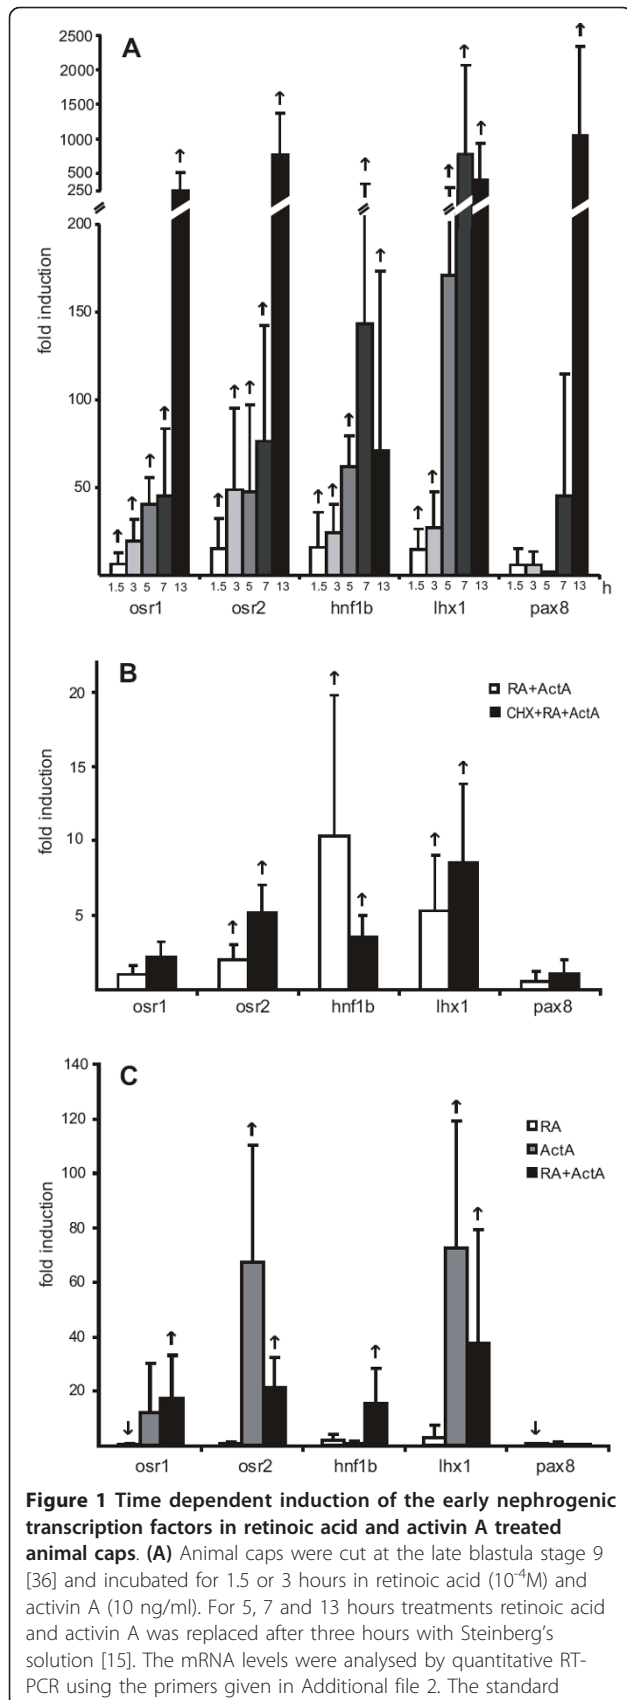 A
2500
2000
1500
1000
500
250
200
150
100
50
fold induction
1.5 3 5 7 13 1.5 3 5 7 13 1.5 3 5 7 13 1.5 3 5 7 13 1.5 3 5 7 13 h
osr1 osr2 hnf1b lhx1 pax8
B
20
15
10
5
fold induction
RA+ActA
CHX+RA+ActA
osr1 osr2 hnf1b lhx1 pax8
C
140
120
100
80
60
40
20
fold induction
RA
ActA
RA+ActA
osr1 osr2 hnf1b lhx1 pax8
Figure 1 Time dependent induction of the early nephrogenic
transcription factors in retinoic acid and activin A treated
animal caps. (A) Animal caps were cut at the late blastula stage 9
[36] and incubated for 1.5 or 3 hours in retinoic acid (10⁻⁴M) and
activin A (10 ng/ml). For 5, 7 and 13 hours treatments retinoic acid
and activin A was replaced after three hours with Steinberg's
solution [15]. The mRNA levels were analysed by quantitative RT-
PCR using the primers given in Additional file 2. The standard